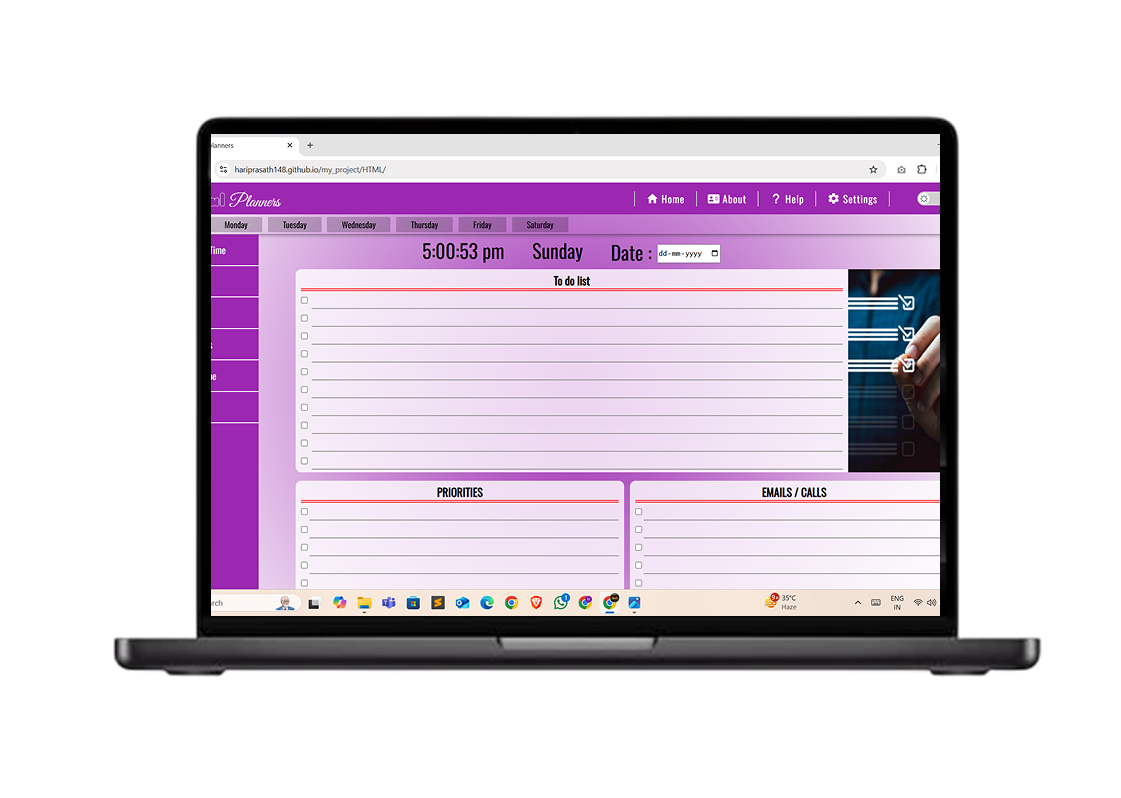 lanners
hariprasath148.github.io/my_project/HTML/
Planners
Home
About
? Help
Settings
Monday
Tuesday
Wednesday
Thursday
Friday
Saturday
Time
5:00:53 pm
Sunday
Date :
dd-mm-yyyy
To do list
PRIORITIES
EMAILS / CALLS
rch
1
9+
35°C
Haze
ENG
IN